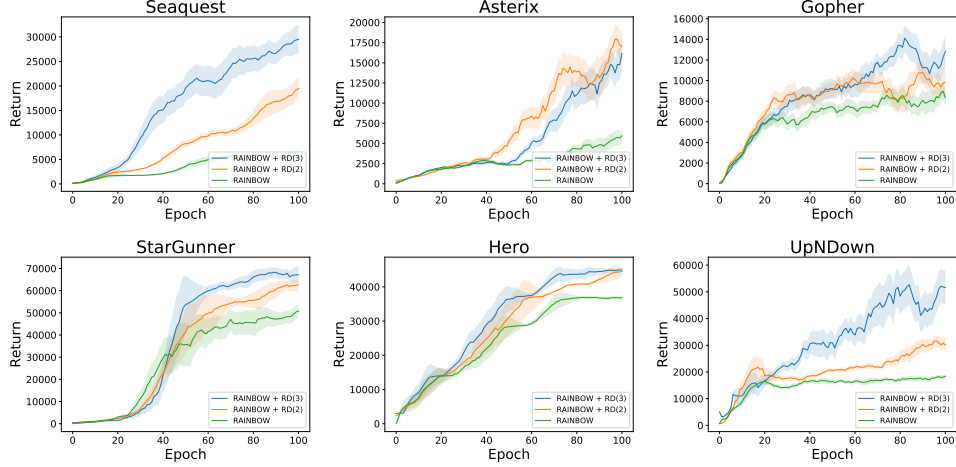 Seaquest
Return
30000
25000
20000
15000
10000
5000
0
RAINBOW + RD(3)
RAINBOW + RD(2)
RAINBOW
0 20 40 60 80 100
Epoch
Asterix
Return
20000
17500
15000
12500
10000
7500
5000
2500
0
RAINBOW + RD(3)
RAINBOW + RD(2)
RAINBOW
0 20 40 60 80 100
Epoch
Gopher
Return
16000
14000
12000
10000
8000
6000
4000
2000
0
RAINBOW + RD(3)
RAINBOW + RD(2)
RAINBOW
0 20 40 60 80 100
Epoch
StarGunner
Return
70000
60000
50000
40000
30000
20000
10000
0
RAINBOW + RD(3)
RAINBOW + RD(2)
RAINBOW
0 20 40 60 80 100
Epoch
Hero
Return
40000
30000
20000
10000
0
RAINBOW + RD(3)
RAINBOW + RD(2)
RAINBOW
0 20 40 60 80 100
Epoch
UpNDown
Return
60000
50000
40000
30000
20000
10000
0
RAINBOW + RD(3)
RAINBOW + RD(2)
RAINBOW
0 20 40 60 80 100
Epoch